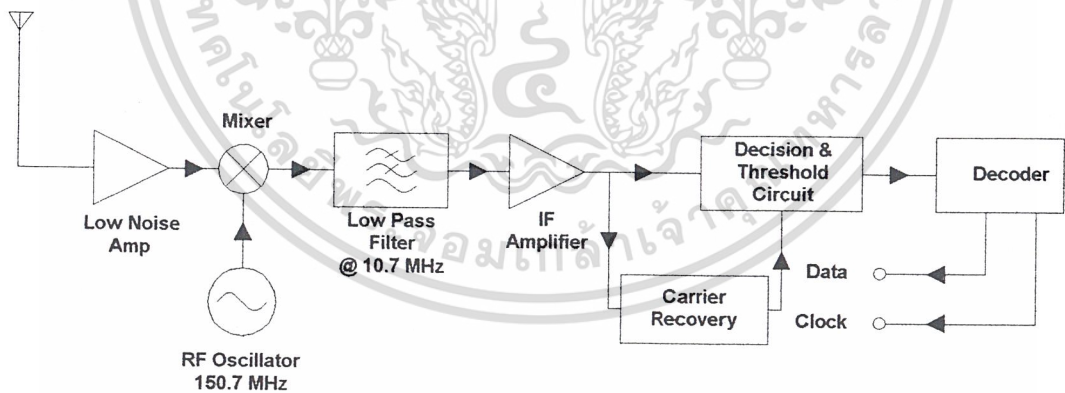 Mixer
Low Noise
Amp
RF Oscillator
150.7 MHz
Low Pass
Filter
@ 10.7 MHz
IF
Amplifier
Decision &
Threshold
Circuit
Carrier
Recovery
Decoder
Data
Clock